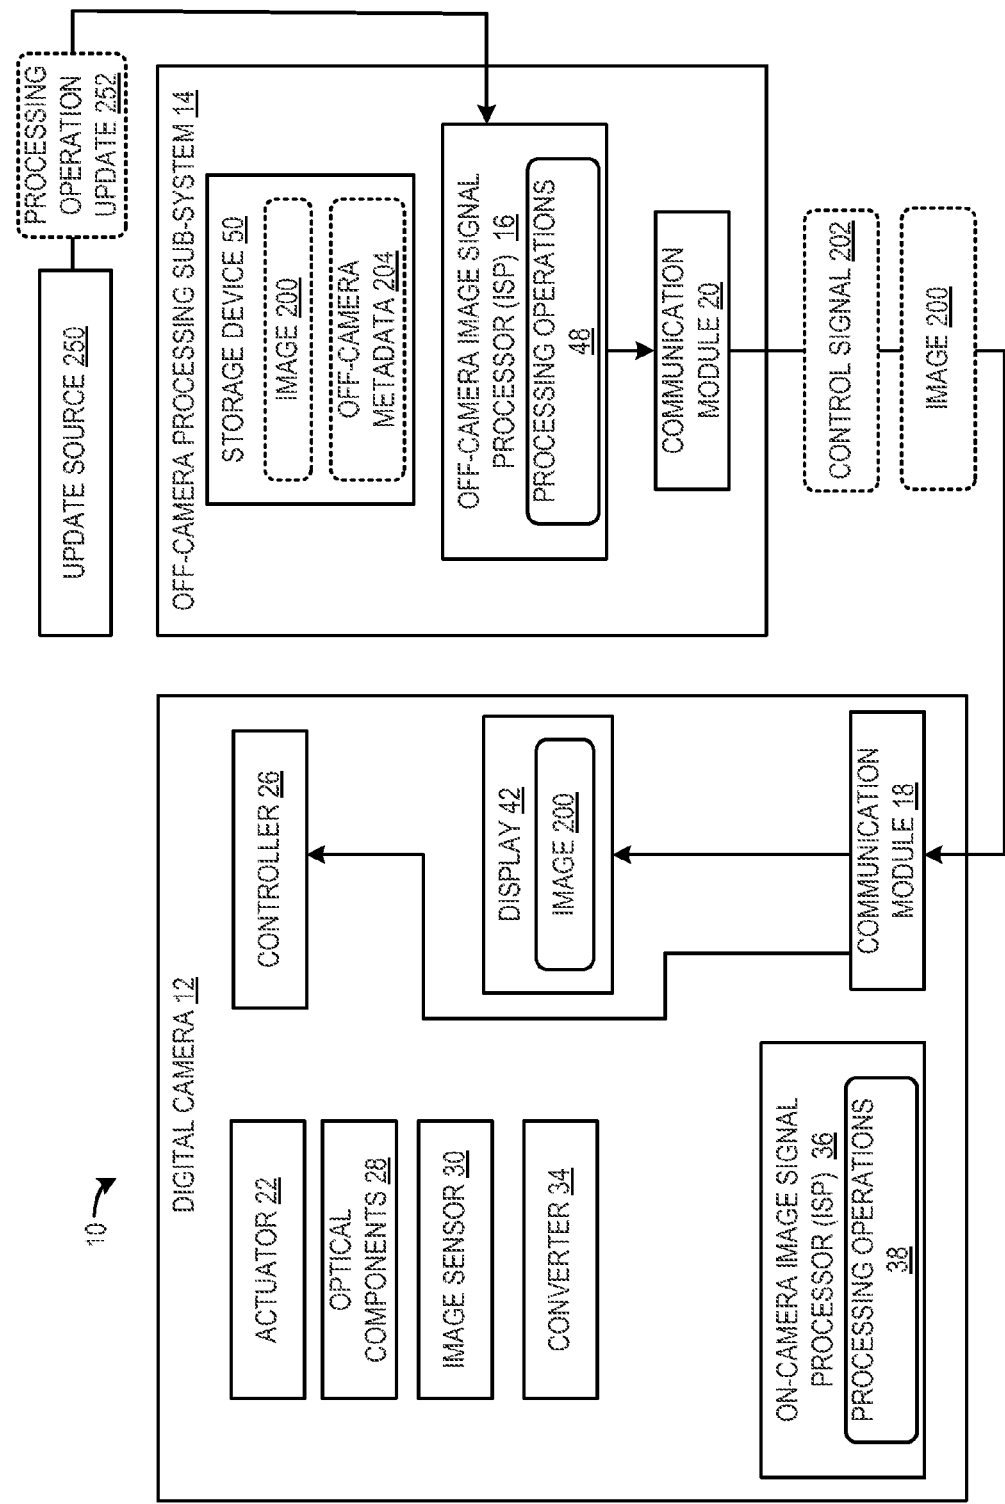 10
DIGITAL CAMERA 12
ACTUATOR 22
OPTICAL
COMPONENTS 28
IMAGE SENSOR 30
CONVERTER 34
ON-CAMERA IMAGE SIGNAL
PROCESSOR (ISP) 36
PROCESSING OPERATIONS
38
CONTROLLER 26
DISPLAY 42
IMAGE 200
COMMUNICATION
MODULE 18
UPDATE SOURCE 250
PROCESSING
OPERATION
UPDATE 252
OFF-CAMERA PROCESSING SUB-SYSTEM 14
STORAGE DEVICE 50
IMAGE 200
OFF-CAMERA
METADATA 204
OFF-CAMERA IMAGE SIGNAL
PROCESSOR (ISP) 16
PROCESSING OPERATIONS
48
COMMUNICATION
MODULE 20
CONTROL SIGNAL 202
IMAGE 200